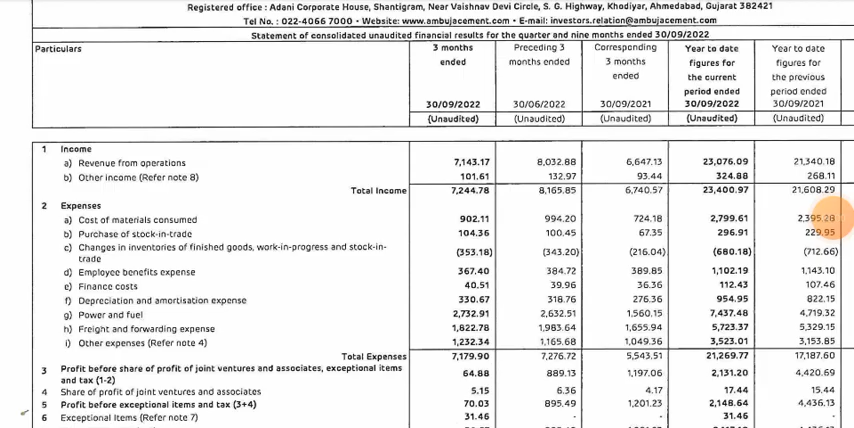 Registered office : Adani Corporate House, Shantigram, Near Vaishnav Devi Circle, S. G. Highway, Khodiyar, Ahmedabad, Gujarat 382421
Tel No. : 022-4066 7000 • Website: www.ambujacement.com • E-mail: investors.relation@ambujacement.com
Statement of consolidated unaudited financial results for the quarter and nine months ended 30/09/2022
Particulars 3 months ended 30/09/2022 Preceding 3 months ended 30/06/2022 Corresponding 3 months ended 30/09/2021 Year to date figures for the current period ended 30/09/2022 Year to date figures for the previous period ended 30/09/2021
(Unaudited) (Unaudited) (Unaudited) (Unaudited) (Unaudited)
1 Income
a) Revenue from operations 7,143.17 8,032.88 6,647.13 23,076.09 21,340.18
b) Other income (Refer note 8) 101.61 132.97 93.44 324.88 268.11
Total Income 7,244.78 8,165.85 6,740.57 23,400.97 21,608.29
2 Expenses
a) Cost of materials consumed 902.11 994.20 724.18 2,799.61 2,395.28
b) Purchase of stock-in-trade 104.36 100.45 67.35 296.91 229.95
c) Changes in inventories of finished goods, work-in-progress and stock-in-trade (353.18) (343.20) (216.04) (680.18) (712.66)
d) Employee benefits expense 367.40 384.72 389.85 1,102.19 1,143.10
e) Finance costs 40.51 39.96 36.36 112.43 107.46
f) Depreciation and amortisation expense 330.67 318.76 276.36 954.95 822.15
g) Power and fuel 2,732.91 2,632.51 1,560.15 7,437.48 4,719.32
h) Freight and forwarding expense 1,822.78 1,983.64 1,655.94 5,723.37 5,329.15
i) Other expenses (Refer note 4) 1,232.34 1,165.68 1,049.36 3,523.01 3,153.85
Total Expenses 7,179.90 7,276.72 5,543.51 21,269.77 17,187.60
3 Profit before share of profit of joint ventures and associates, exceptional items and tax (1-2) 64.88 889.13 1,197.06 2,131.20 4,420.69
4 Share of profit of joint ventures and associates 5.15 6.36 4.17 17.44 15.44
5 Profit before exceptional items and tax (3+4) 70.03 895.49 1,201.23 2,148.64 4,436.13
6 Exceptional Items (Refer note 7) 31.46 - - 31.46 -